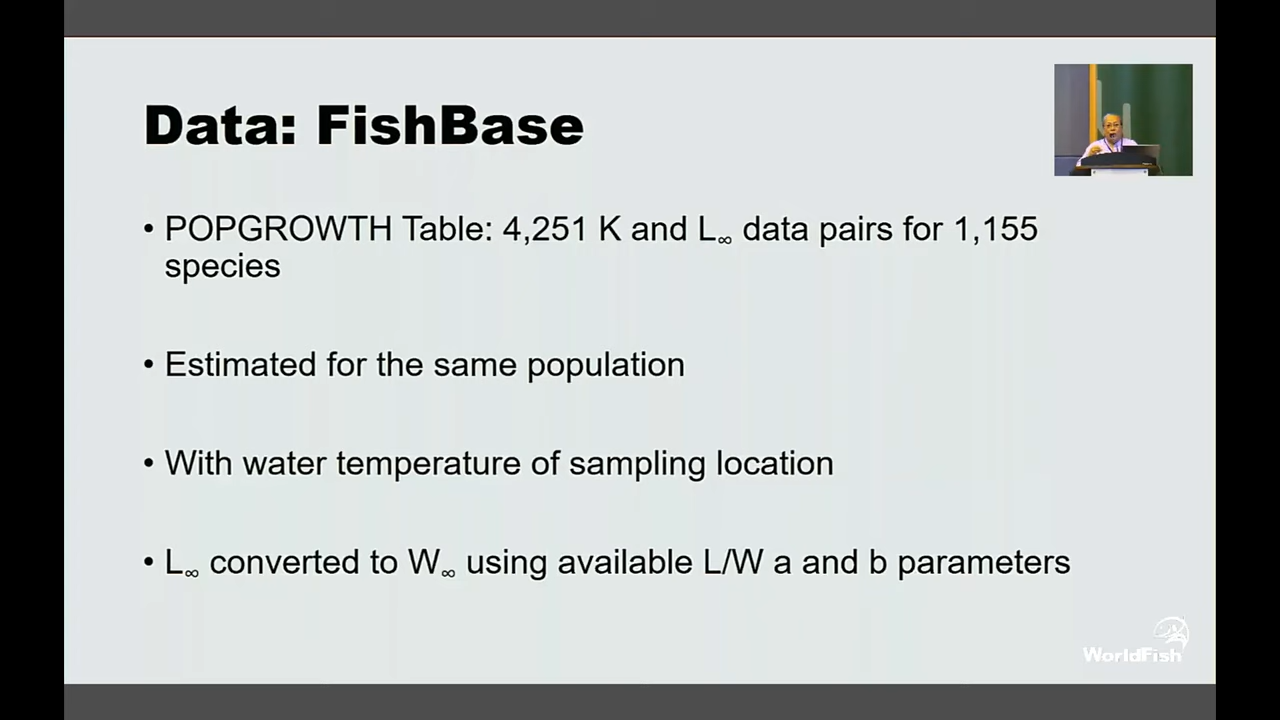 Data: FishBase
• POPGROWTH Table: 4,251 K and L∞ data pairs for 1,155
species
• Estimated for the same population
• With water temperature of sampling location
• L∞ converted to W∞ using available L/W a and b parameters
WorldFish